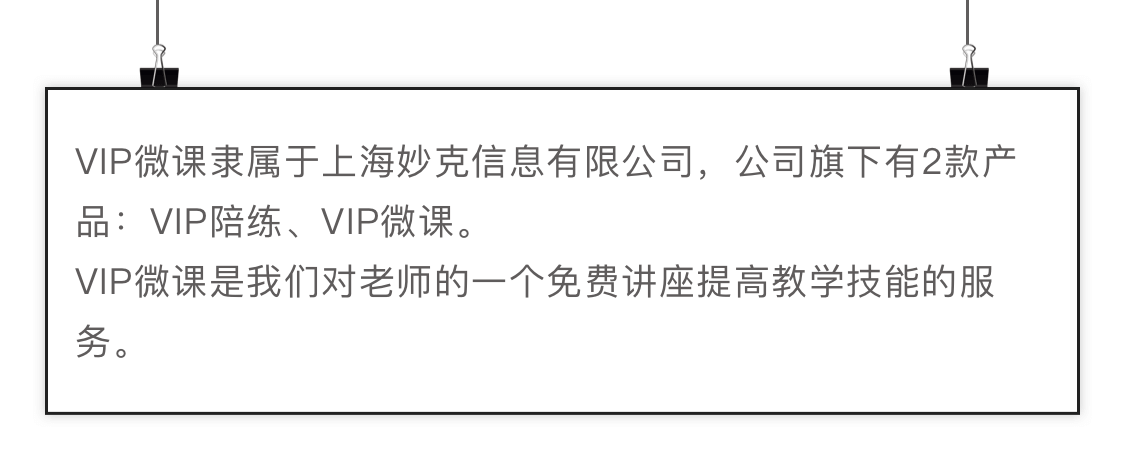 VIP微课隶属于上海妙克信息有限公司，公司旗下有2款产
品：VIP陪练、VIP微课。
VIP微课是我们对老师的一个免费讲座提高教学技能的服
务。